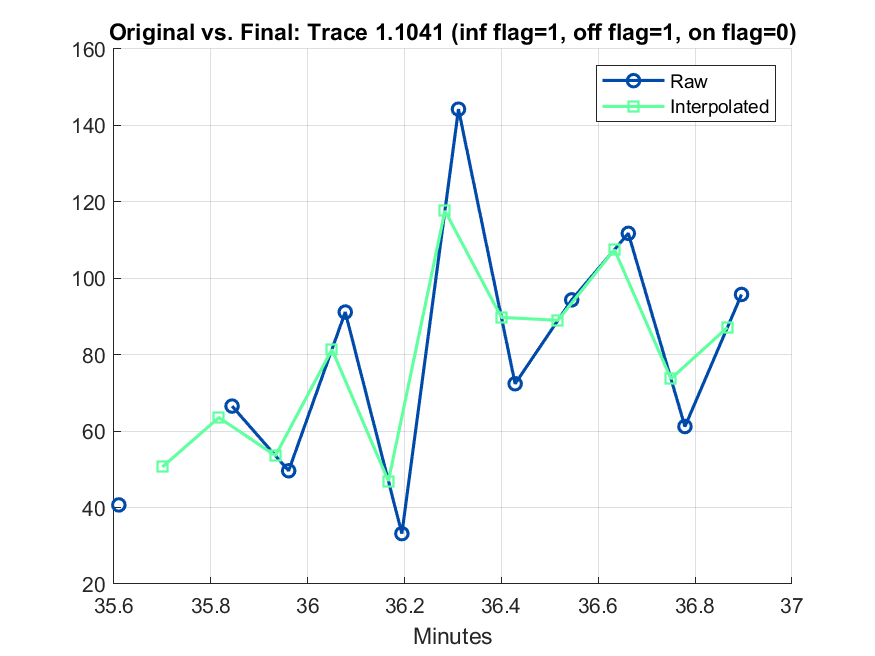 Original vs. Final: Trace 1.1041 (inf flag=1, off flag=1, on flag=0)
160
140
120
100
80
60
40
20
Raw
Interpolated
35.6 35.8 36 36.2 36.4 36.6 36.8 37
Minutes